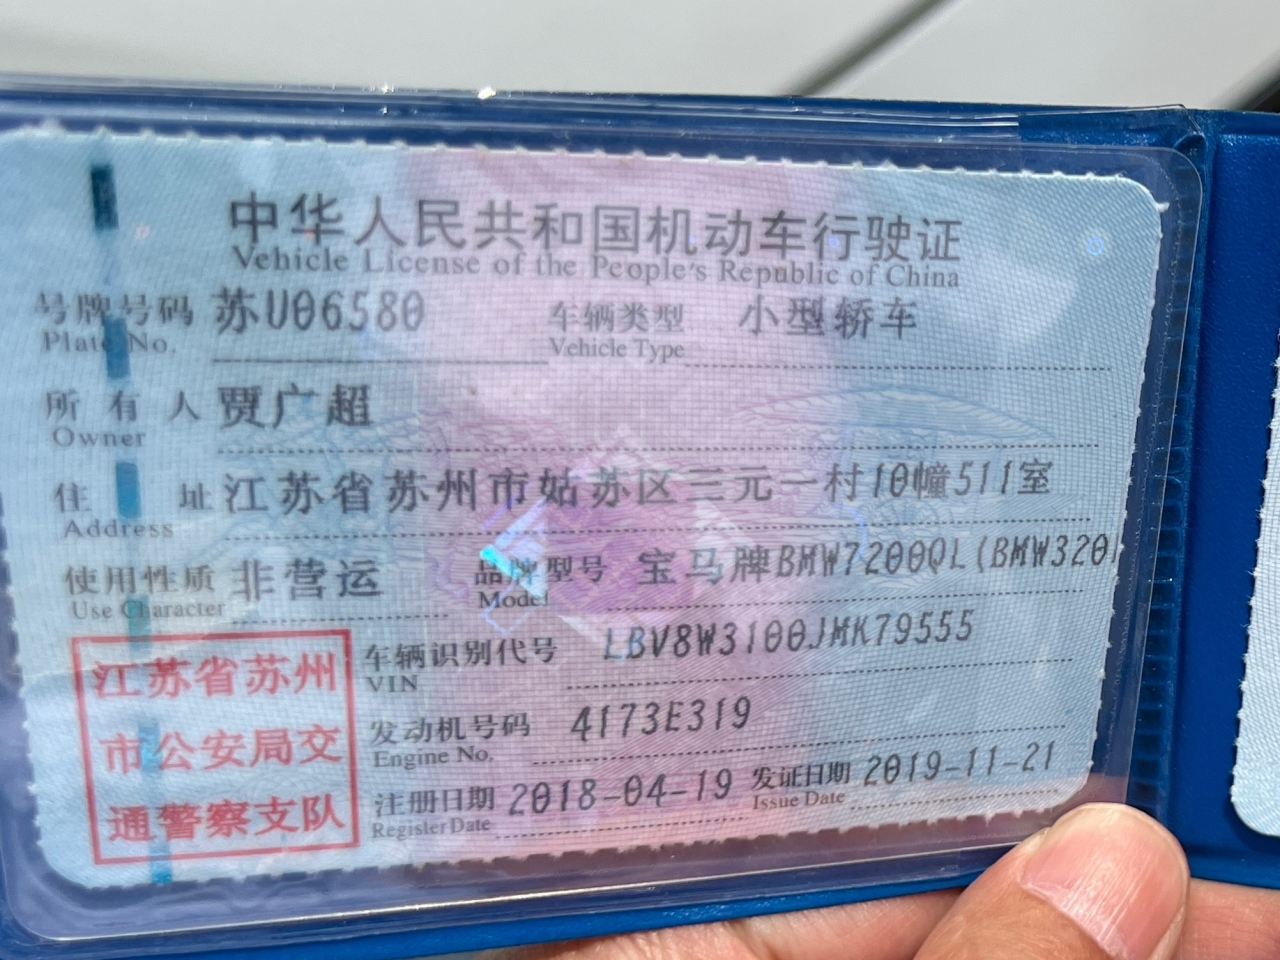 中华人民共和国机动车行驶证
Vehicle License of the People's Republic of China
号牌号码 苏U06580 车辆类型 小型轿车
Plate No. Vehicle Type
所有人 贾广超
Owner
住址 江苏省苏州市姑苏区三元一村10幢511室
Address
使用性质 非营运 品牌型号 宝马牌BMW7200QL(BMW320
Use Character Model
江苏省苏州
市公安局交
通警察支队
车辆识别代号 LBV8W3100JMK79555
VIN
发动机号码 4173E319
Engine No.
注册日期 2018-04-19 发证日期 2019-11-21
Register Date Issue Date